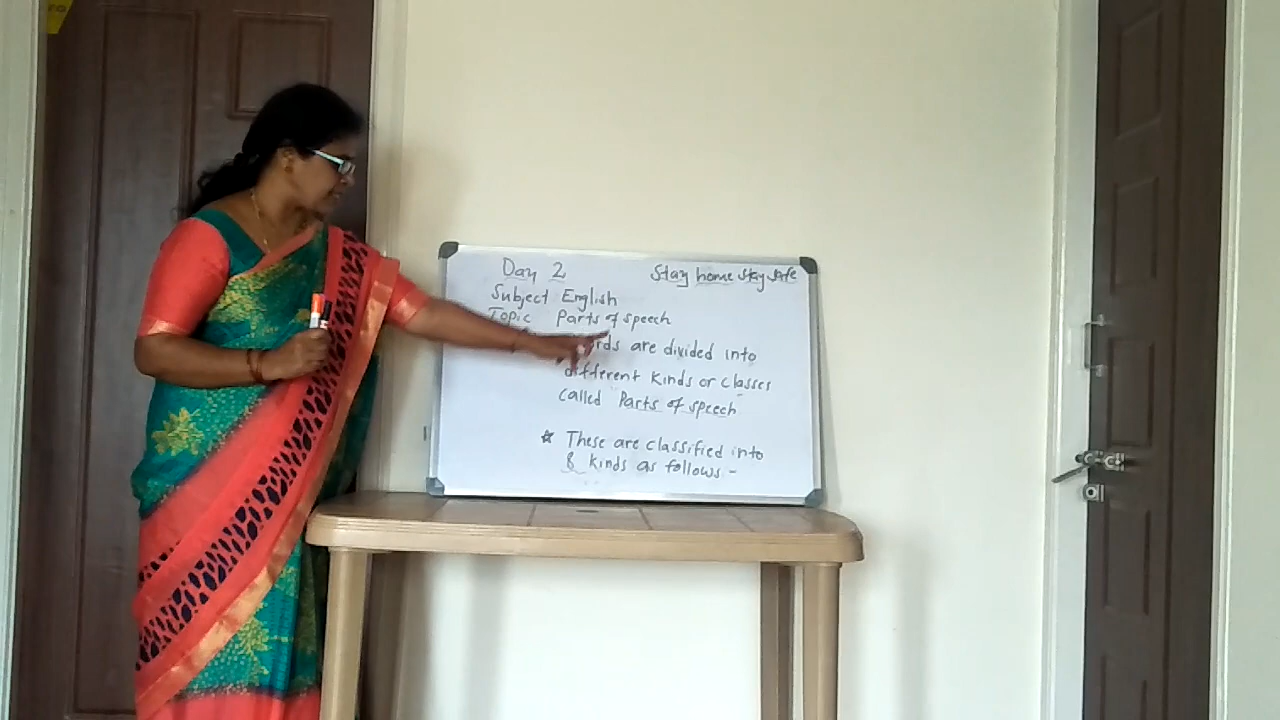 Day 2 Stay home stay safe
Subject English
Topic Parts of speech
are divided into
different kinds or classes
called Parts of speech
* These are classified into
8 kinds as follows :-